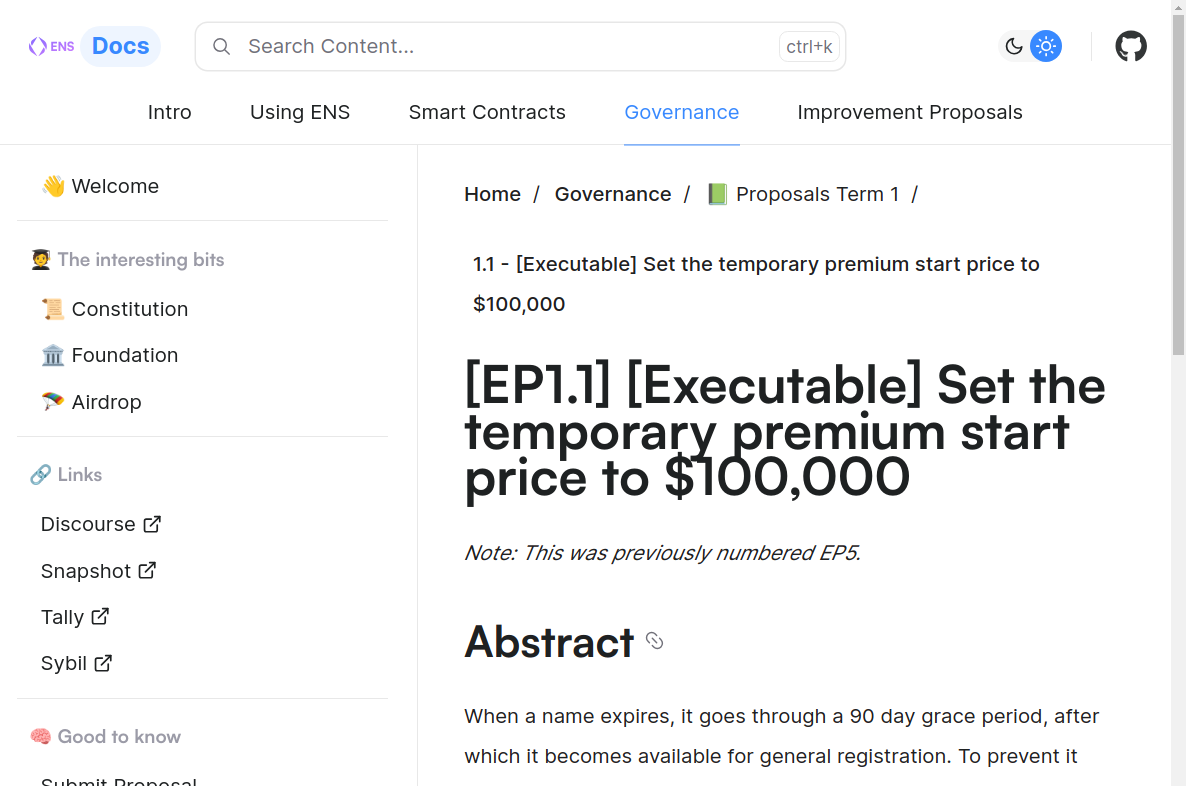 ENS Docs
Search Content...
ctrl+k
Intro
Using ENS
Smart Contracts
Governance
Improvement Proposals
👋 Welcome
🧑‍🎓 The interesting bits
📜 Constitution
🏛️ Foundation
🪂 Airdrop
🔗 Links
Discourse
Snapshot
Tally
Sybil
🧠 Good to know
Submit Proposal
Home / Governance / 📗 Proposals Term 1 /
1.1 - [Executable] Set the temporary premium start price to
$100,000
[EP1.1] [Executable] Set the
temporary premium start
price to $100,000
Note: This was previously numbered EP5.
Abstract
When a name expires, it goes through a 90 day grace period, after
which it becomes available for general registration. To prevent it